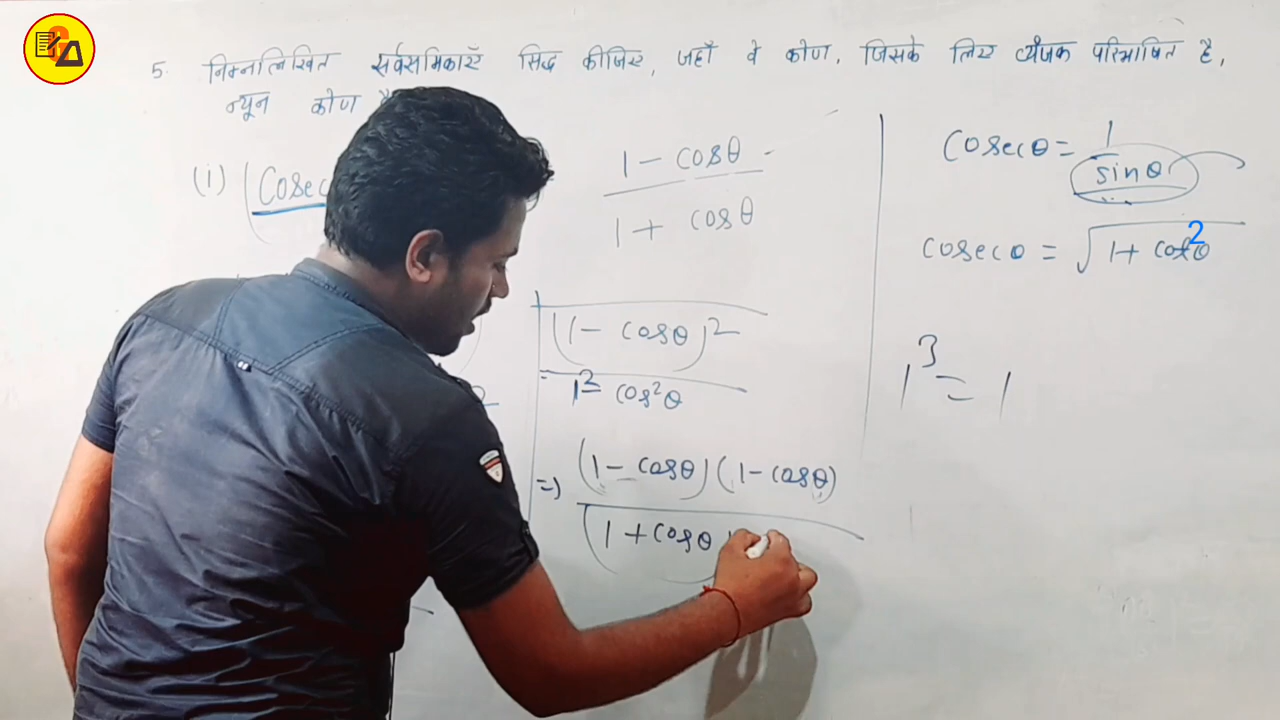 5. निम्नलिखित सर्वसमिकाएँ सिद्ध कीजिए, जहाँ वे कोण, जिसके लिए व्यंजक परिभाषित है,
न्यून कोण
(i) (Cosec
1 - cosθ
1 + cosθ
(1 - cosθ)²
1² - cos²θ
=) (1 - cosθ)(1 - cosθ)
(1 + cosθ
Cosecθ = 1
sinθ
cosecθ = √1 + cot²θ
1³ = 1